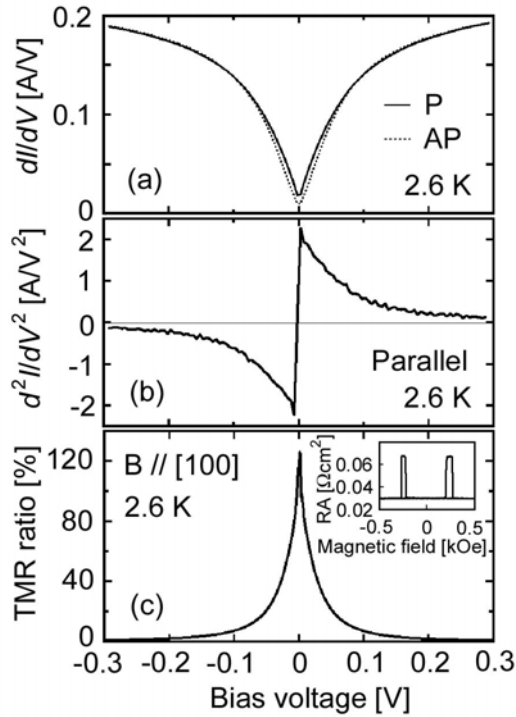 0.2
dI/dV [A/V]
0.1
P
AP
(a)
2.6 K
0
2
d²I/dV² [A/V²]
1
0
-1
Parallel
(b)
2.6 K
-2
TMR ratio [%]
120
B // [100]
RA [Ωcm²]
0.06
0.04
0.02
2.6 K
-0.5
0
0.5
80
Magnetic field [kOe]
40
(c)
0
-0.3
-0.2
-0.1
0
0.1
0.2
0.3
Bias voltage [V]